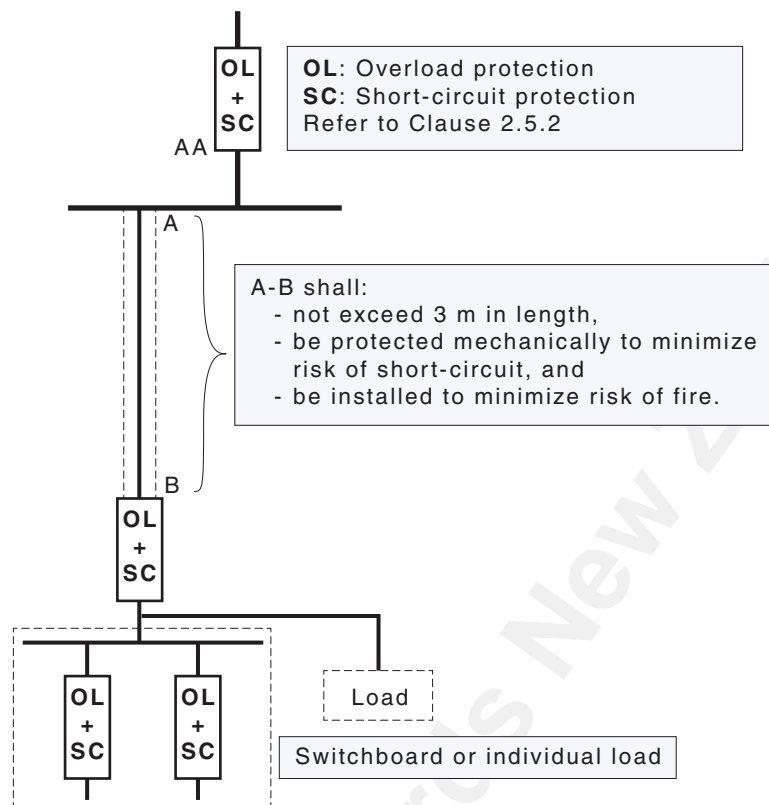 OL
+
SC
OL: Overload protection
SC: Short-circuit protection
Refer to Clause 2.5.2
AA
A
A-B shall:
- not exceed 3 m in length,
- be protected mechanically to minimize
risk of short-circuit, and
- be installed to minimize risk of fire.
B
OL
+
SC
OL
+
SC
OL
+
SC
Load
Switchboard or individual load
rds New Z